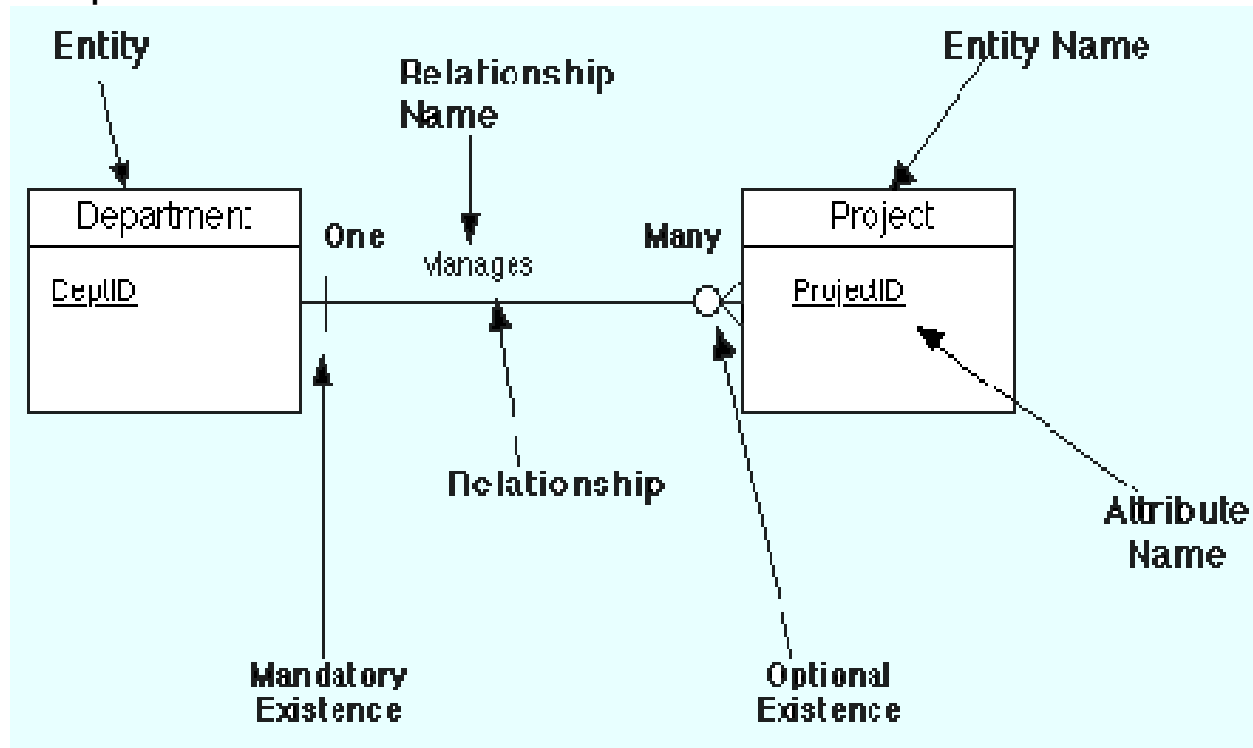 Entity
Entity Name
Relationship
Name
Department
Project
One
Many
Manages
DeptID
ProjectID
Relationship
Attribute
Name
Mandatory
Existence
Optional
Existence